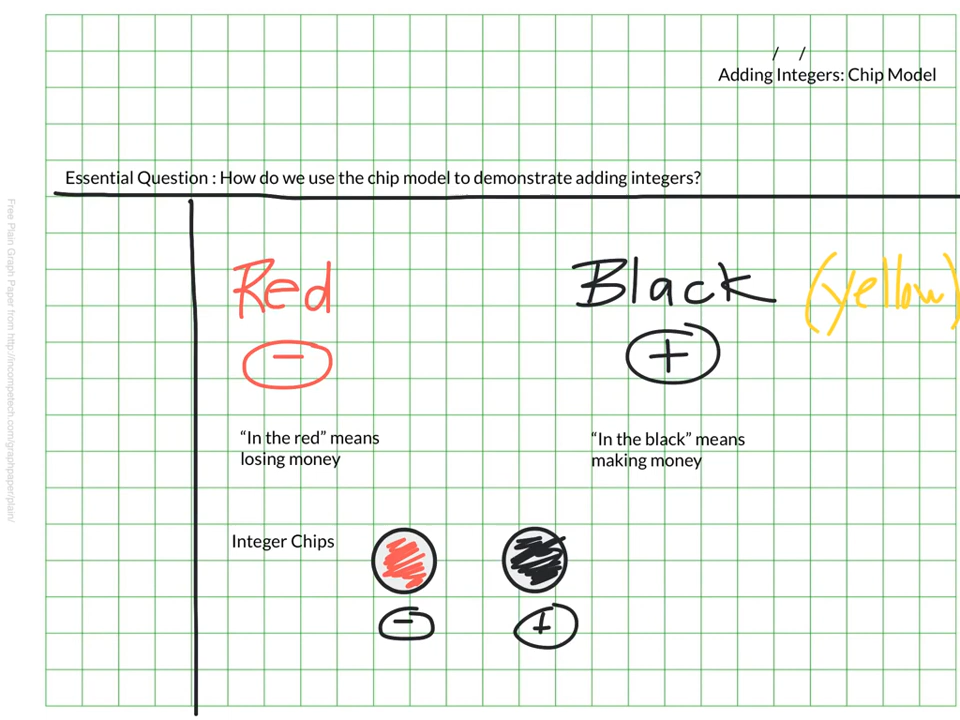 / /
Adding Integers: Chip Model
Essential Question : How do we use the chip model to demonstrate adding integers?
Red
Black (yellow)
−
+
“In the red” means
losing money
“In the black” means
making money
Integer Chips
− +
Free Plain Graph Paper from http://incompetech.com/graphpaper/plain/